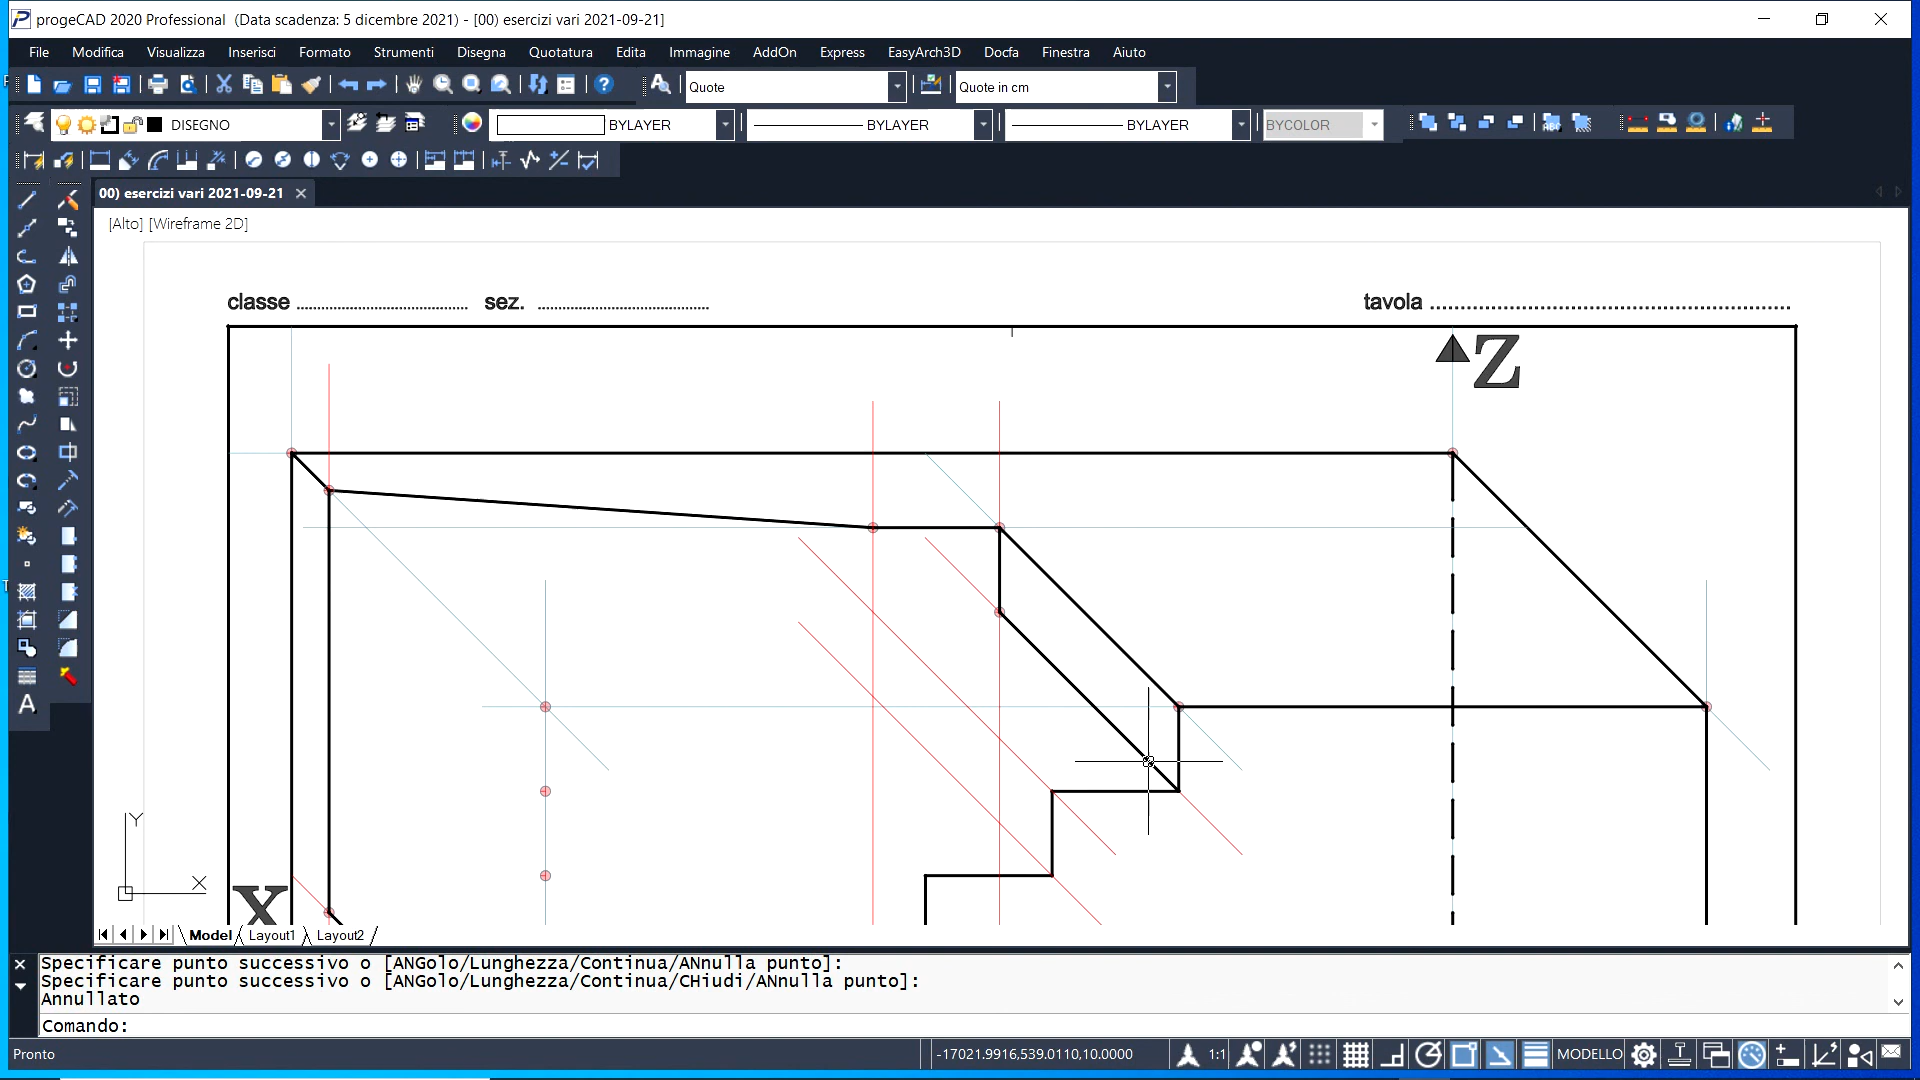 progeCAD 2020 Professional  (Data scadenza: 5 dicembre 2021) - [00) esercizi vari 2021-09-21]
File Modifica Visualizza Inserisci Formato Strumenti Disegna Quotatura Edita Immagine AddOn Express EasyArch3D Docfa Finestra Aiuto
Quote Quote in cm
DISEGNO BYLAYER BYLAYER BYLAYER BYCOLOR
00) esercizi vari 2021-09-21
[Alto] [Wireframe 2D]
classe .................................... sez. ....................................
tavola ....................................................................................
Z
Y
X
X
Model Layout1 Layout2
Specificare punto successivo o [ANGolo/Lunghezza/Continua/ANnulla punto]:
Specificare punto successivo o [ANGolo/Lunghezza/Continua/CHiudi/ANnulla punto]:
Annullato
Comando:
Pronto -17021.9916,539.0110,10.0000 1:1 MODELLO